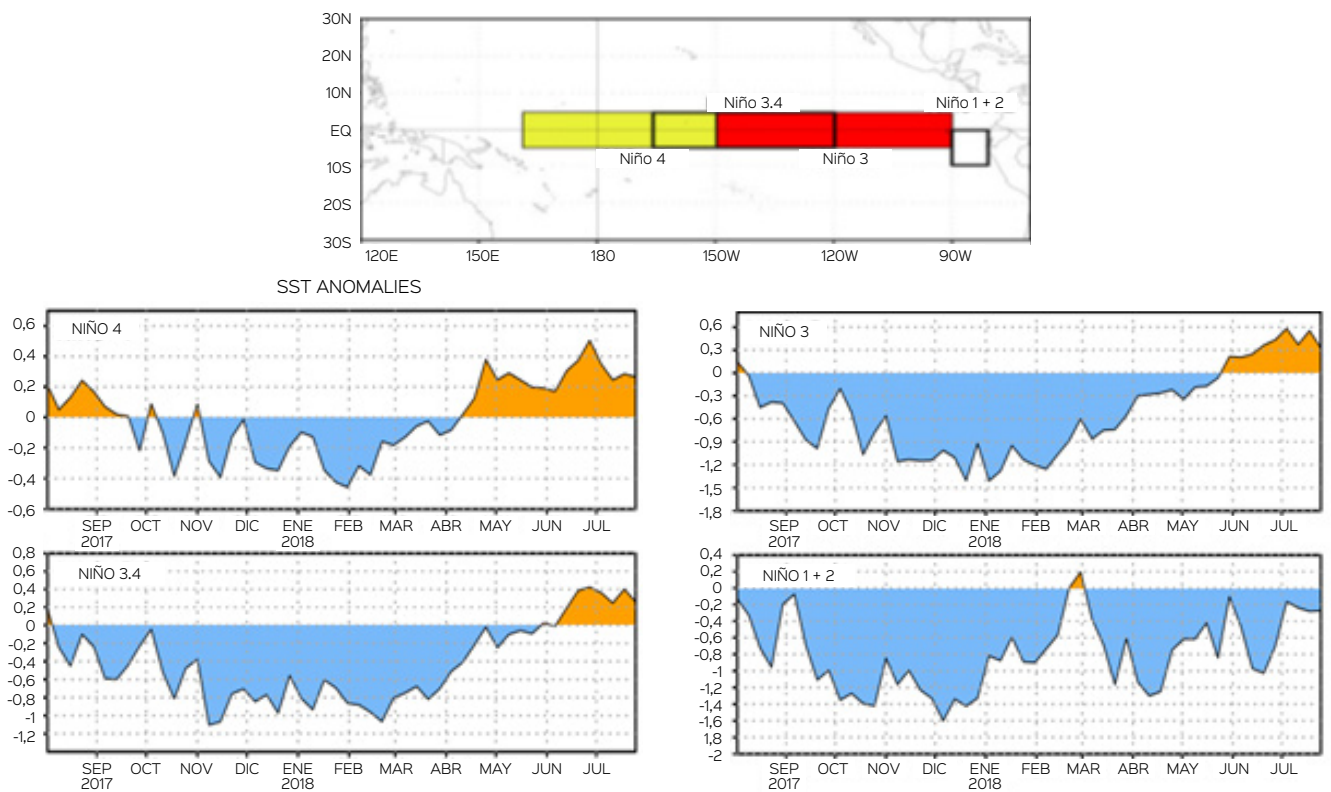 30N
20N
10N
EQ
10S
20S
30S
Niño 3.4
Niño 1 + 2
Niño 4
Niño 3
120E 150E 180 150W 120W 90W
SST ANOMALIES
NIÑO 4
0,6
0,4
0,2
0
-0,2
-0,4
-0,6
SEP OCT NOV DIC ENE FEB MAR ABR MAY JUN JUL
2017 2018
NIÑO 3
0,6
0,3
0
-0,3
-0,6
-0,9
-1,2
-1,5
-1,8
SEP OCT NOV DIC ENE FEB MAR ABR MAY JUN JUL
2017 2018
NIÑO 3.4
0,8
0,6
0,4
0,2
0
-0,2
-0,4
-0,6
-0,8
-1
-1,2
SEP OCT NOV DIC ENE FEB MAR ABR MAY JUN JUL
2017 2018
NIÑO 1 + 2
0,4
0,2
0
-0,2
-0,4
-0,6
-0,8
-1
-1,2
-1,4
-1,6
1,8
-2
SEP OCT NOV DIC ENE FEB MAR ABR MAY JUN JUL
2017 2018